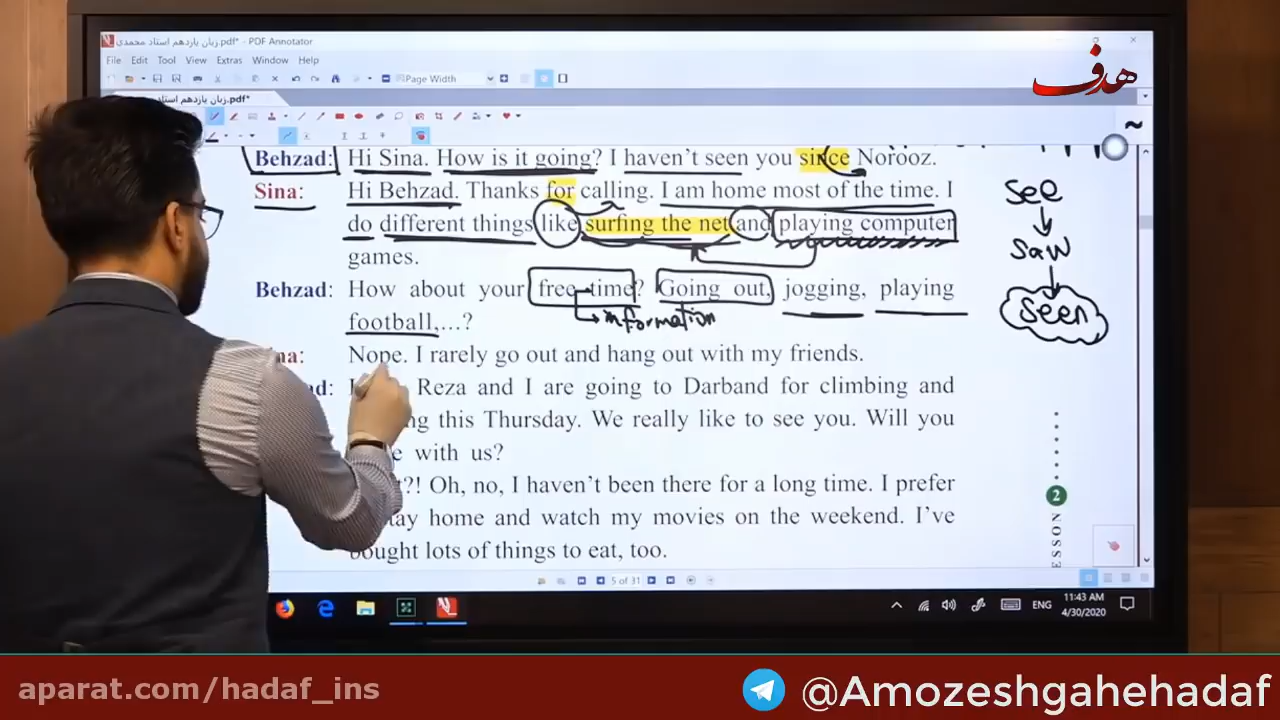 زبان یازدهم استاد محمدی.pdf* - PDF Annotator
File Edit Tool View Extras Window Help
هدف
Page Width
زبان یازدهم استاد محمدی.pdf*
Behzad: Hi Sina. How is it going? I haven't seen you since Norooz.
Sina: Hi Behzad. Thanks for calling. I am home most of the time. I
do different things like surfing the net and playing computer
games.
Behzad: How about your free time? Going out, jogging, playing
information
football,...?
Nope. I rarely go out and hang out with my friends.
Reza and I are going to Darband for climbing and
this Thursday. We really like to see you. Will you
with us?
Oh, no, I haven't been there for a long time. I prefer
home and watch my movies on the weekend. I've
bought lots of things to eat, too.
see
saw
seen
2
5 of 31
ENG
11:43 AM
4/30/2020
aparat.com/hadaf_ins
@Amozeshgahehadaf